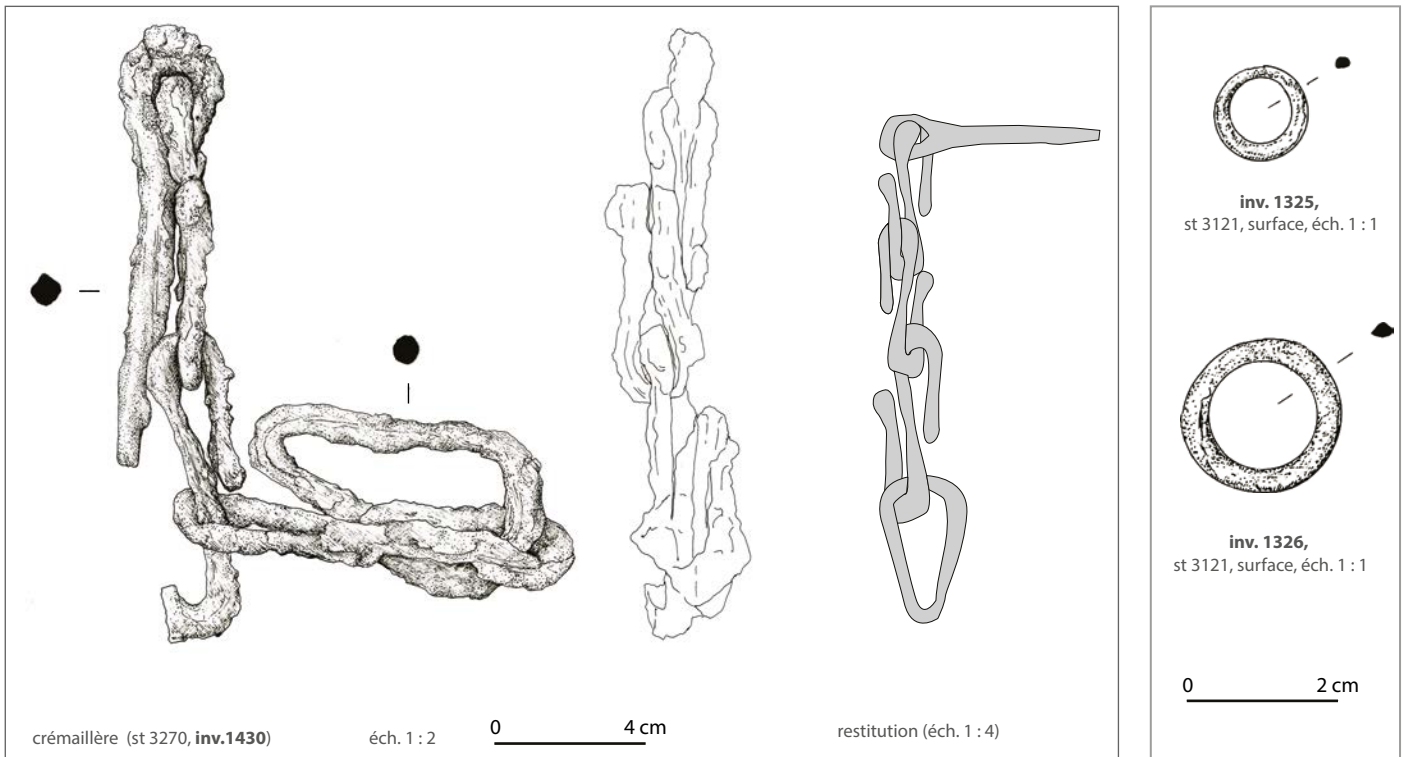 inv. 1325,
st 3121, surface, éch. 1 : 1
inv. 1326,
st 3121, surface, éch. 1 : 1
0 2 cm
crémaillère (st 3270, inv.1430) éch. 1 : 2 0 4 cm restitution (éch. 1 : 4)